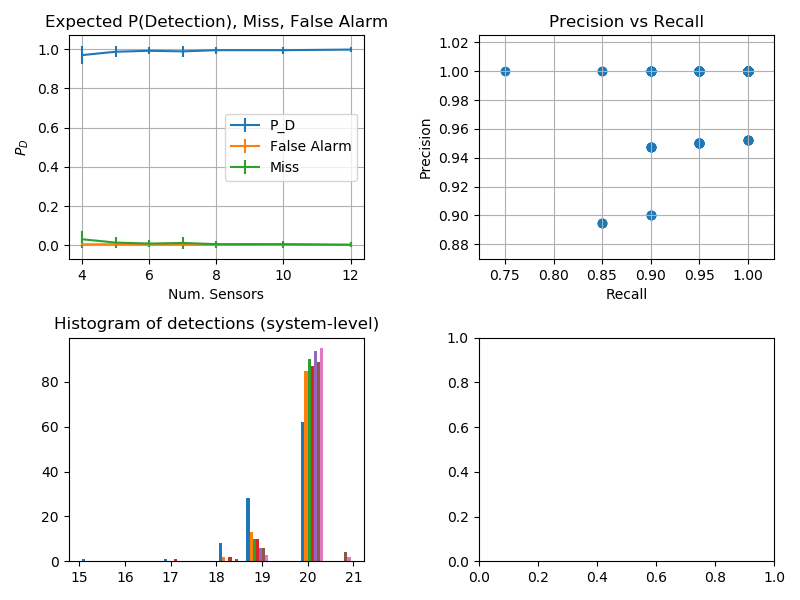 Expected P(Detection), Miss, False Alarm
1.0
0.8
0.6
0.4
0.2
0.0
P_D
P_D
False Alarm
Miss
4 6 8 10 12
Num. Sensors
Precision vs Recall
1.02
1.00
0.98
0.96
0.94
0.92
0.90
0.88
Precision
0.75 0.80 0.85 0.90 0.95 1.00
Recall
Histogram of detections (system-level)
80
60
40
20
0
15 16 17 18 19 20 21
1.0
0.8
0.6
0.4
0.2
0.0
0.0 0.2 0.4 0.6 0.8 1.0